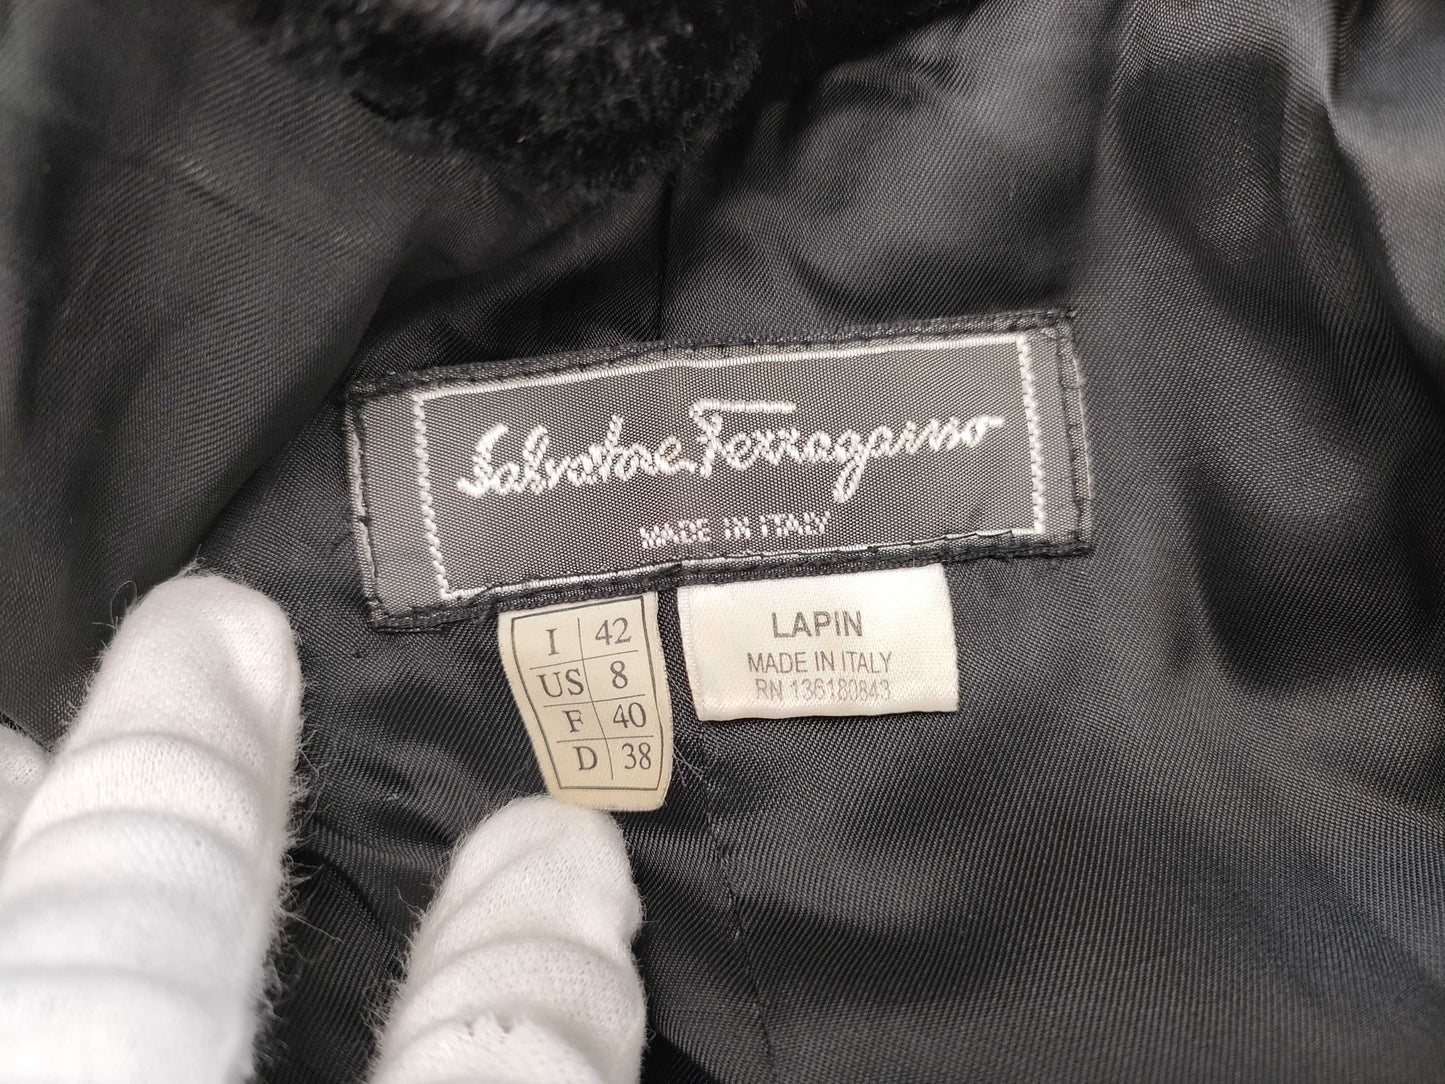 Salvatore Ferragamo
MADE IN ITALY
I 42
US 8
F 40
D 38
LAPIN
MADE IN ITALY
RN 136180843